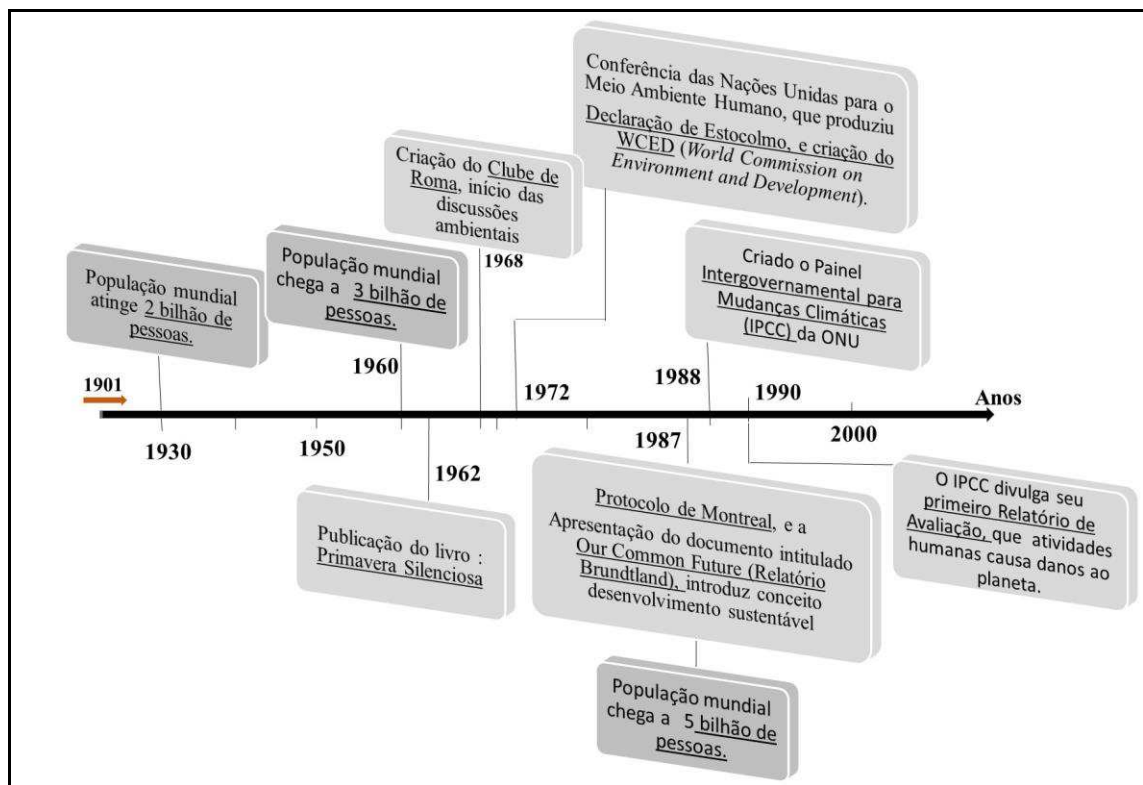 Conferência das Nações Unidas para o
Meio Ambiente Humano, que produziu
Declaração de Estocolmo, e criação do
WCED (World Commission on
Environment and Development).
Criação do Clube de
Roma, início das
discussões
ambientais
1968
População mundial
atinge 2 bilhão de
pessoas.
População mundial
chega a 3 bilhão de
pessoas.
Criado o Painel
Intergovernamental para
Mudanças Climáticas
(IPCC) da ONU
1960
1972
1988
1990
1901
Anos
1930
1950
1962
1987
2000
Publicação do livro :
Primavera Silenciosa
Protocolo de Montreal, e a
Apresentação do documento intitulado
Our Common Future (Relatório
Brundtland), introduz conceito
desenvolvimento sustentável
O IPCC divulga seu
primeiro Relatório de
Avaliação, que atividades
humanas causa danos ao
planeta.
População mundial
chega a 5 bilhão de
pessoas.